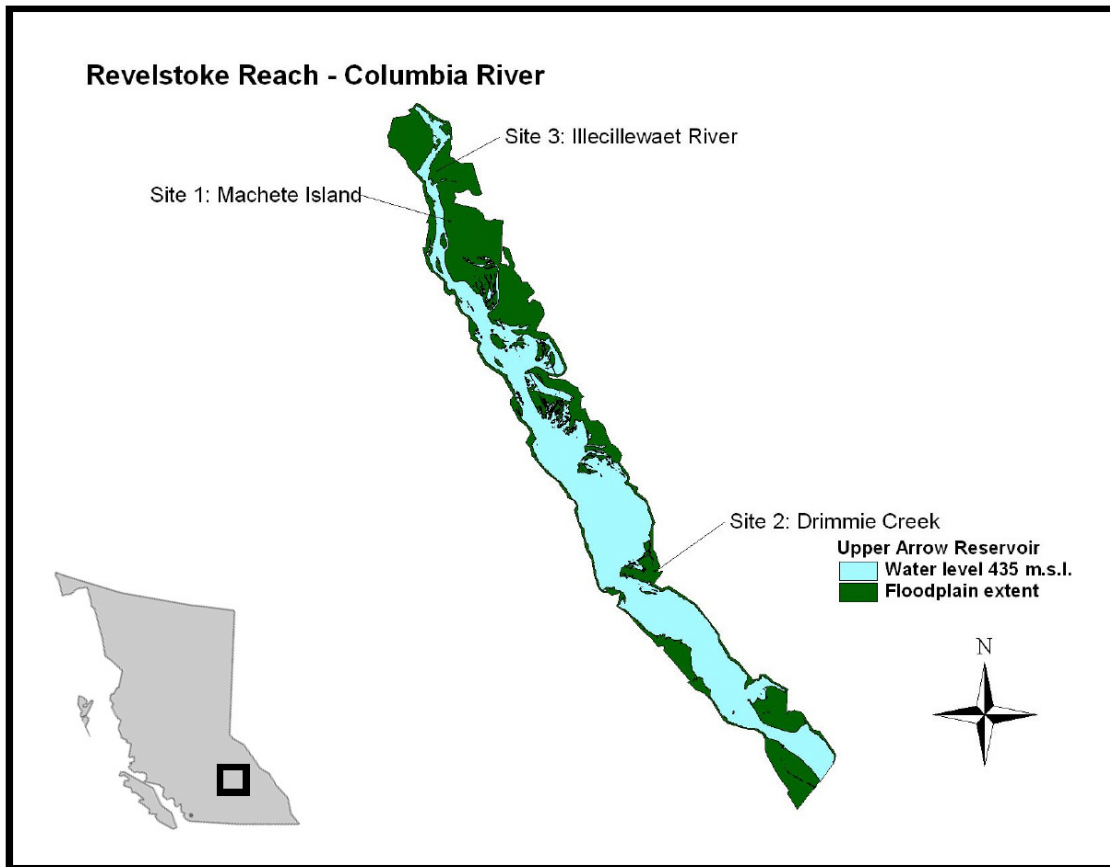 Revelstoke Reach - Columbia River
Site 3: Illecillewaet River
Site 1: Machete Island
Site 2: Drimmie Creek
Upper Arrow Reservoir
Water level 435 m.s.l.
Floodplain extent
N